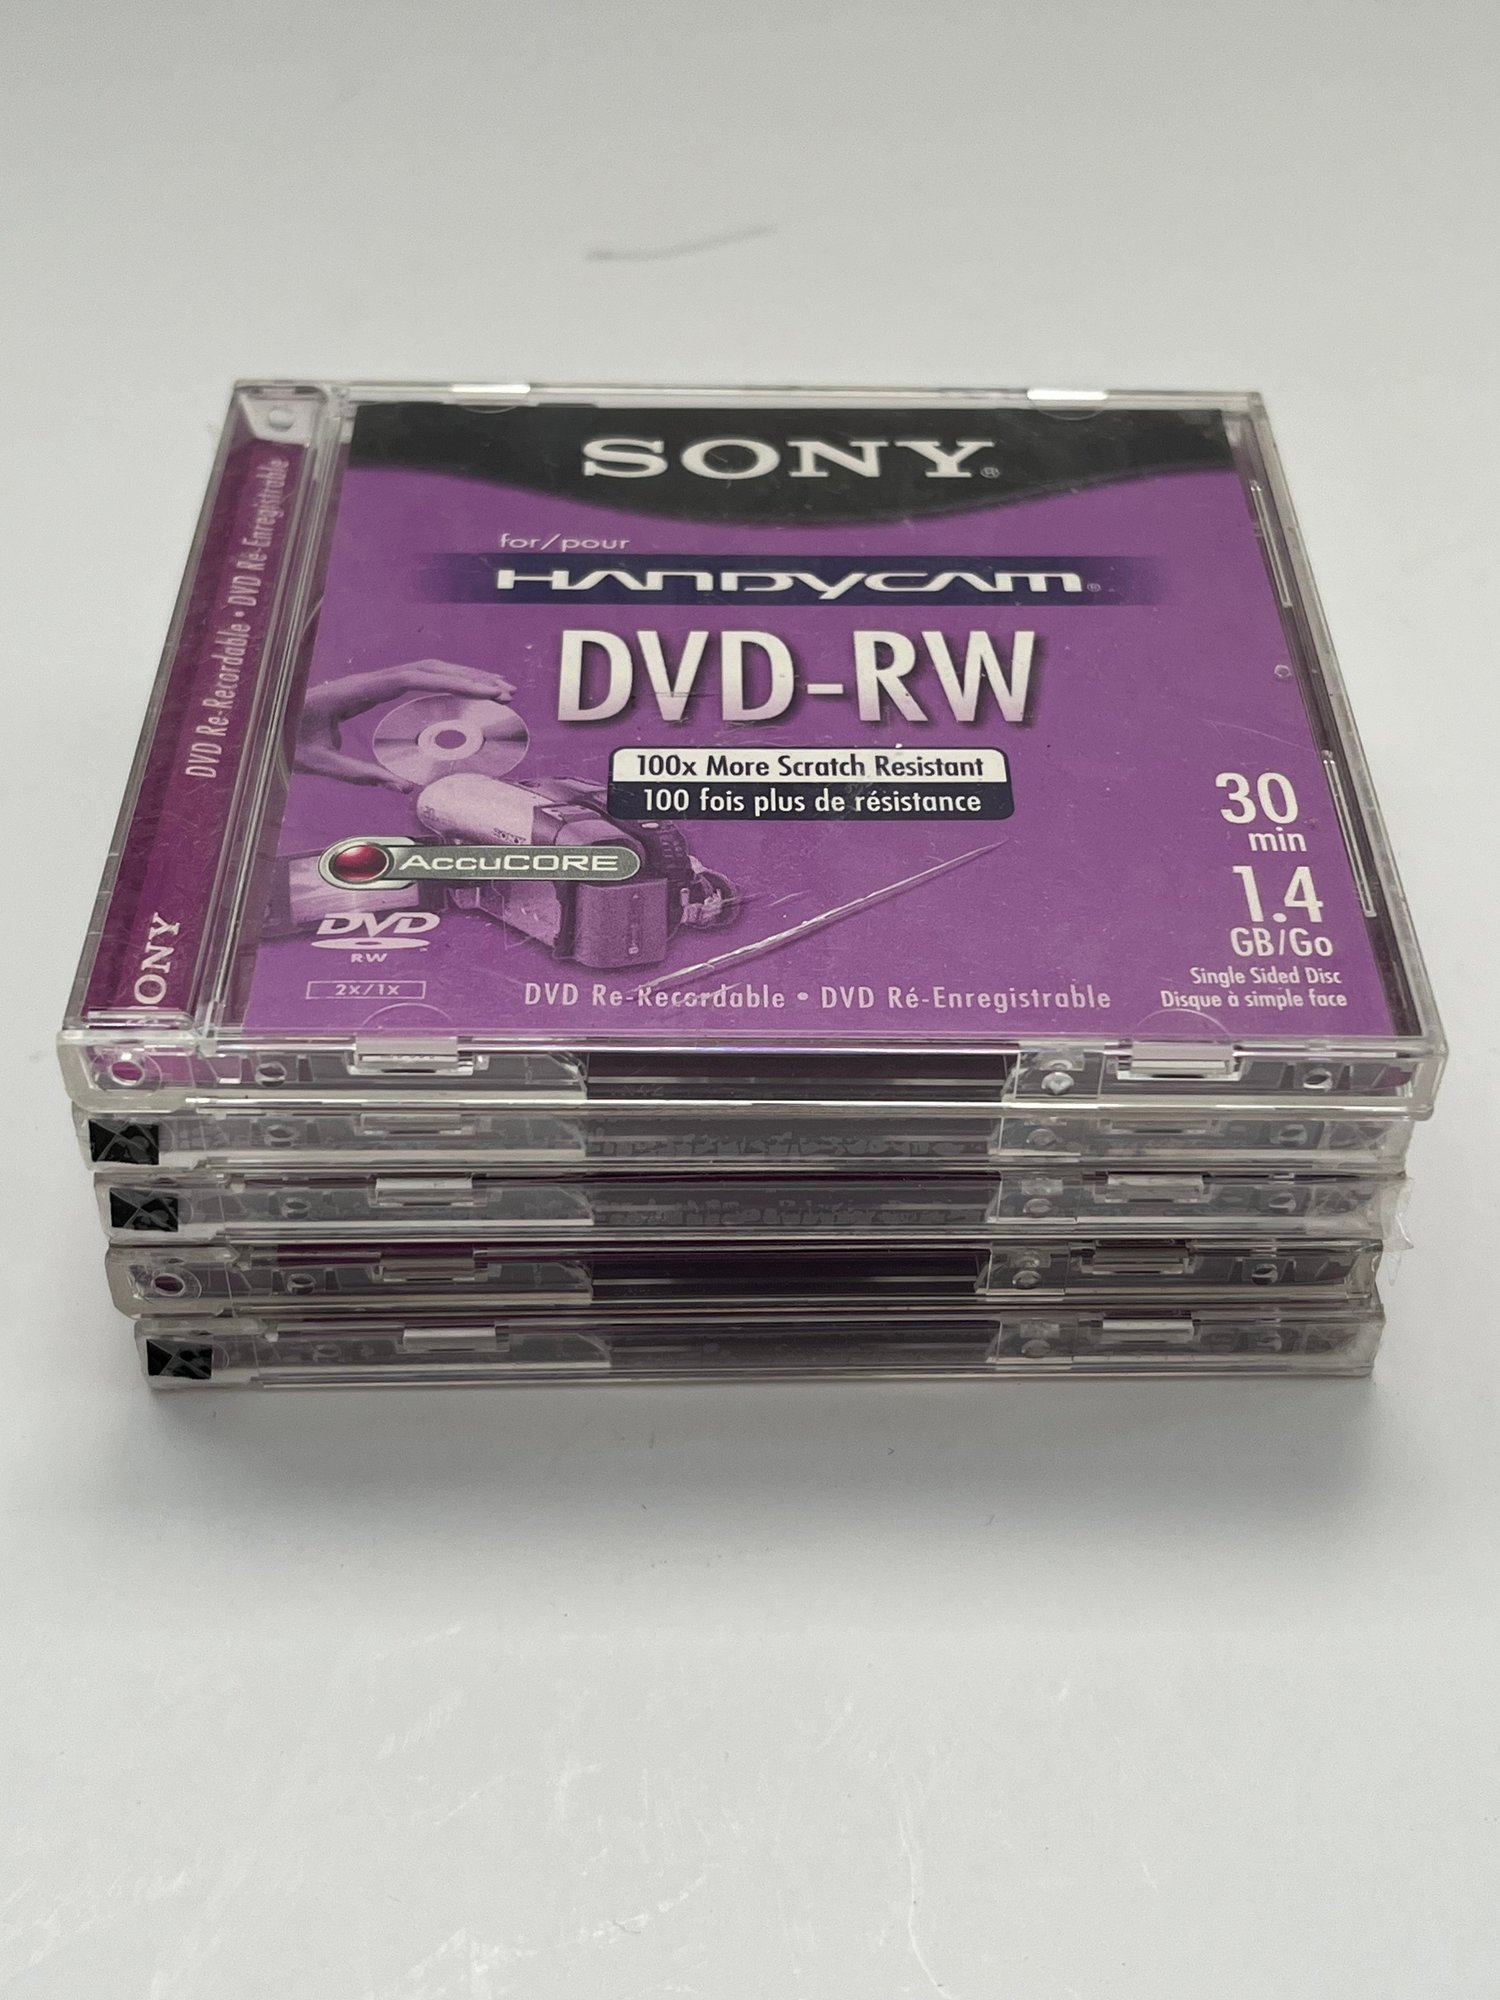 SONY®
for/pour
HANDYCAM®
DVD-RW
100x More Scratch Resistant
100 fois plus de résistance
30
min
1.4
GB/Go
Single Sided Disc
Disque à simple face
AccuCORE
DVD
RW
2x/1x
DVD Re-Recordable • DVD Ré-Enregistrable
DVD Re-Recordable • DVD Ré-Enregistrable
SONY
SONY